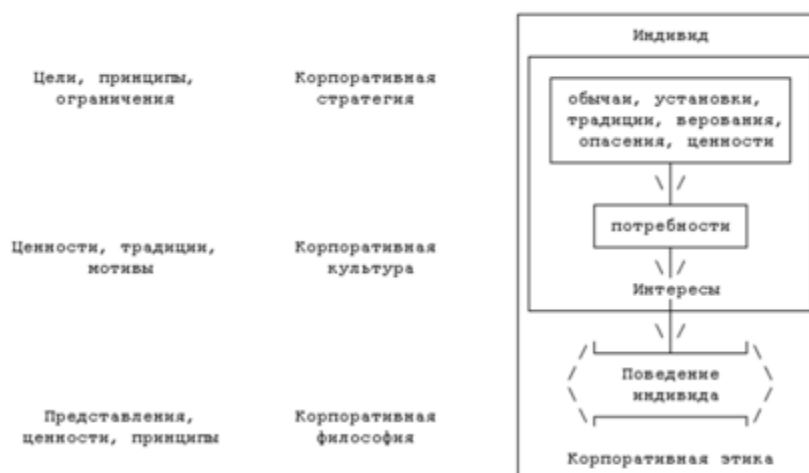 Индивид
Цели, принципы,
ограничения
Корпоративная
стратегия
обычаи, установки,
традиции, верования,
опасения, ценности
потребности
Ценности, традиции,
мотивы
Корпоративная
культура
Интересы
Поведение
индивида
Представления,
ценности, принципы
Корпоративная
философия
Корпоративная этика